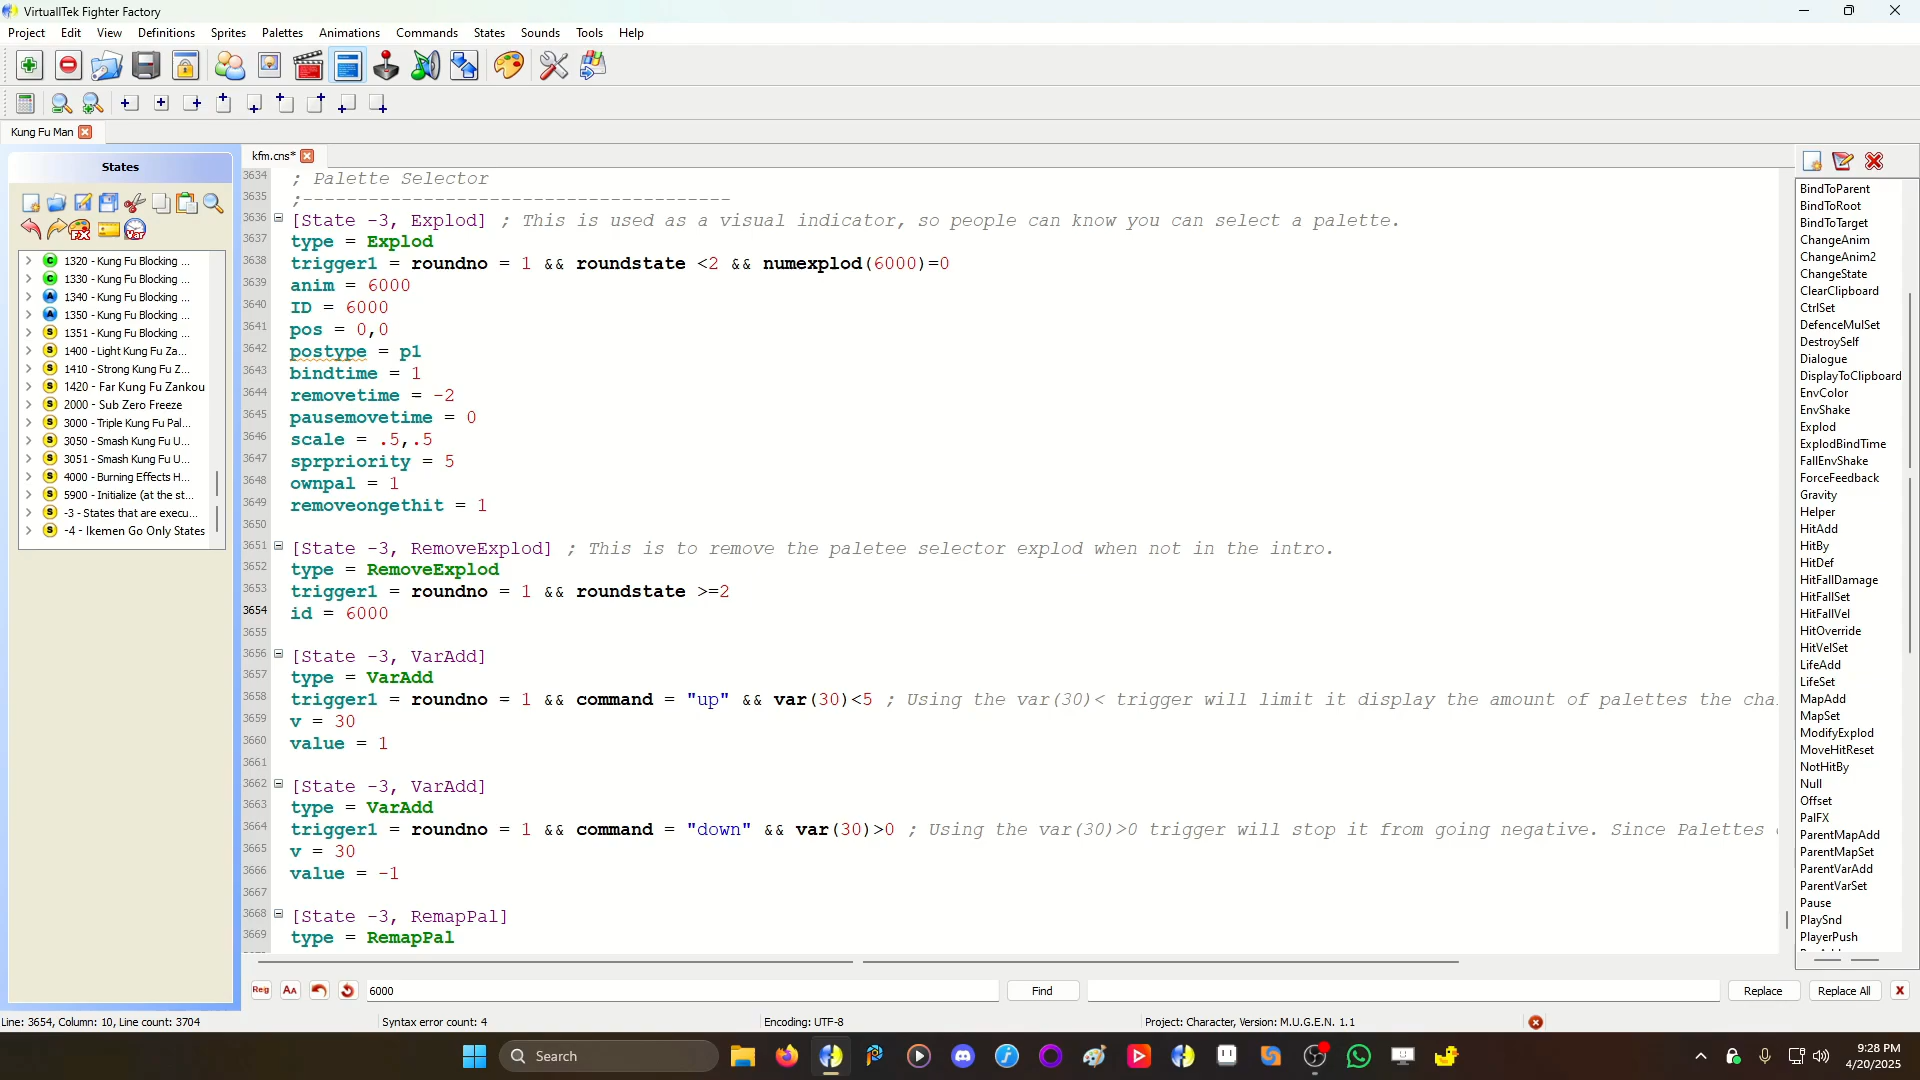 VirtuallTek Fighter Factory
Project Edit View Definitions Sprites Palettes Animations Commands States Sounds Tools Help
Kung Fu Man
States
1320 - Kung Fu Blocking ...
1330 - Kung Fu Blocking ...
1340 - Kung Fu Blocking ...
1350 - Kung Fu Blocking ...
1351 - Kung Fu Blocking ...
1400 - Light Kung Fu Za...
1410 - Strong Kung Fu Z...
1420 - Far Kung Fu Zankou
2000 - Sub Zero Freeze
3000 - Triple Kung Fu Pal...
3050 - Smash Kung Fu U...
3051 - Smash Kung Fu U...
4000 - Burning Effects H...
5900 - Initialize (at the st...
-3 - States that are execu...
-4 - Ikemen Go Only States
kfm.cns*
3634 ; Palette Selector
3635 ;---------------------------------------
3636 [State -3, Explod] ; This is used as a visual indicator, so people can know you can select a palette.
3637 type = Explod
3638 trigger1 = roundno = 1 && roundstate <2 && numexplod(6000)=0
3639 anim = 6000
3640 ID = 6000
3641 pos = 0,0
3642 postype = p1
3643 bindtime = 1
3644 removetime = -2
3645 pausemovetime = 0
3646 scale = .5,.5
3647 sprpriority = 5
3648 ownpal = 1
3649 removeongethit = 1
3650
3651 [State -3, RemoveExplod] ; This is to remove the paletee selector explod when not in the intro.
3652 type = RemoveExplod
3653 trigger1 = roundno = 1 && roundstate >=2
3654 id = 6000
3655
3656 [State -3, VarAdd]
3657 type = VarAdd
3658 trigger1 = roundno = 1 && command = "up" && var(30)<5 ; Using the var(30)< trigger will limit it display the amount of palettes the cha
3659 v = 30
3660 value = 1
3661
3662 [State -3, VarAdd]
3663 type = VarAdd
3664 trigger1 = roundno = 1 && command = "down" && var(30)>0 ; Using the var(30)>0 trigger will stop it from going negative. Since Palettes
3665 v = 30
3666 value = -1
3667
3668 [State -3, RemapPal]
3669 type = RemapPal
BindToParent
BindToRoot
BindToTarget
ChangeAnim
ChangeAnim2
ChangeState
ClearClipboard
CtrlSet
DefenceMulSet
DestroySelf
Dialogue
DisplayToClipboard
EnvColor
EnvShake
Explod
ExplodBindTime
FallEnvShake
ForceFeedback
Gravity
Helper
HitAdd
HitBy
HitDef
HitFallDamage
HitFallSet
HitFallVel
HitOverride
HitVelSet
LifeAdd
LifeSet
MapAdd
MapSet
ModifyExplod
MoveHitReset
NotHitBy
Null
Offset
PalFX
ParentMapAdd
ParentMapSet
ParentVarAdd
ParentVarSet
Pause
PlaySnd
PlayerPush
Reg AA 6000 Find Replace Replace All
Line: 3654, Column: 10, Line count: 3704 Syntax error count: 4 Encoding: UTF-8 Project: Character, Version: M.U.G.E.N. 1.1
Search
9:28 PM
4/20/2025